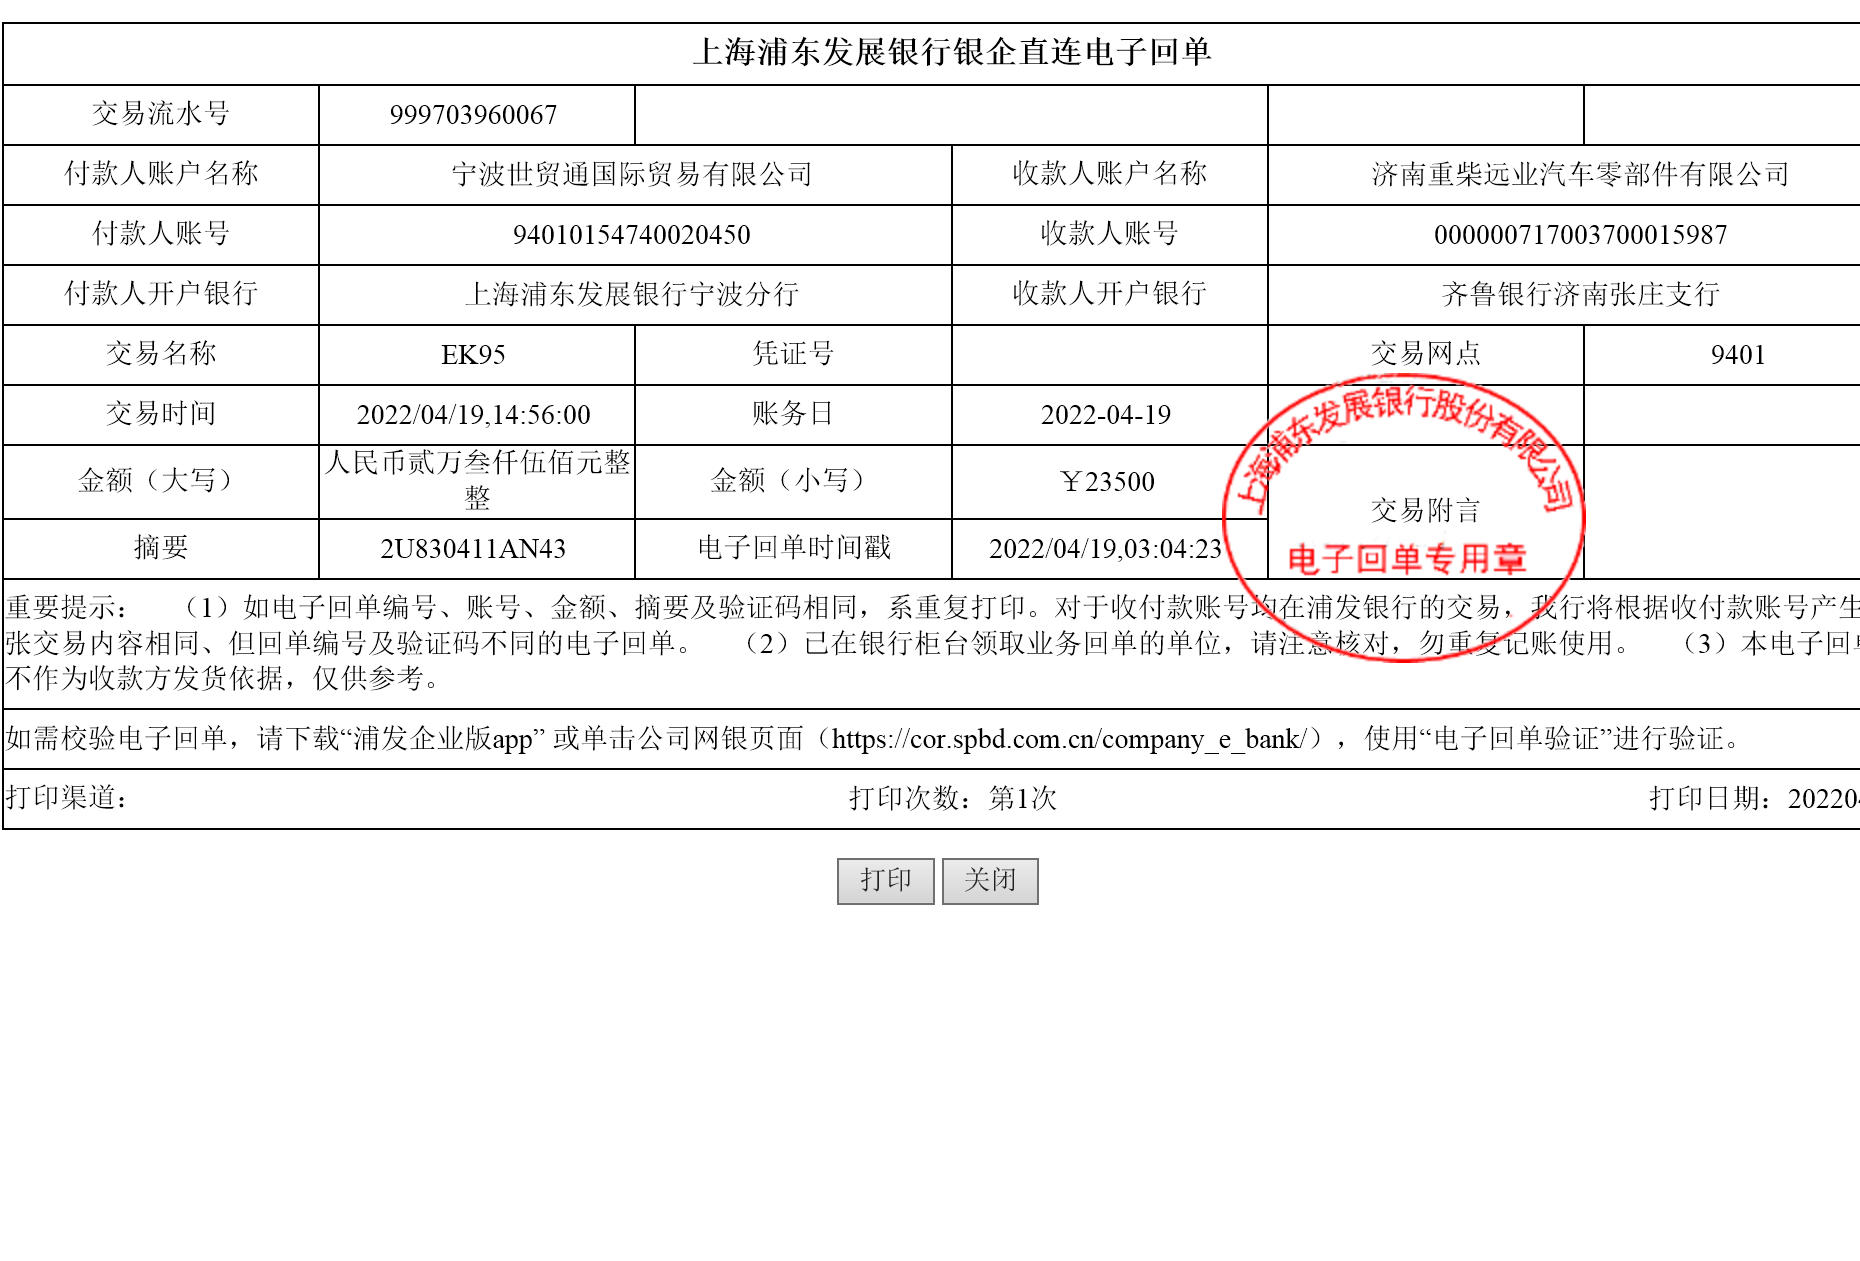 上海浦东发展银行银企直连电子回单
交易流水号 999703960067
付款人账户名称 宁波世贸通国际贸易有限公司 收款人账户名称 济南重柴远业汽车零部件有限公司
付款人账号 94010154740020450 收款人账号 000000717003700015987
付款人开户银行 上海浦东发展银行宁波分行 收款人开户银行 齐鲁银行济南张庄支行
交易名称 EK95 凭证号 交易网点 9401
交易时间 2022/04/19,14:56:00 账务日 2022-04-19
金额（大写） 人民币贰万叁仟伍佰元整
整
金额（小写） ￥23500
交易附言
摘要 2U830411AN43 电子回单时间戳 2022/04/19,03:04:23
上海浦东发展银行股份有限公司
电子回单专用章
重要提示： （1）如电子回单编号、账号、金额、摘要及验证码相同，系重复打印。对于收付款账号均在浦发银行的交易，我行将根据收付款账号产生
张交易内容相同、但回单编号及验证码不同的电子回单。 （2）已在银行柜台领取业务回单的单位，请注意核对，勿重复记账使用。 （3）本电子回单
不作为收款方发货依据，仅供参考。
如需校验电子回单，请下载“浦发企业版app” 或单击公司网银页面（https://cor.spbd.com.cn/company_e_bank/），使用“电子回单验证”进行验证。
打印渠道： 打印次数：第1次 打印日期：20220
打印 关闭